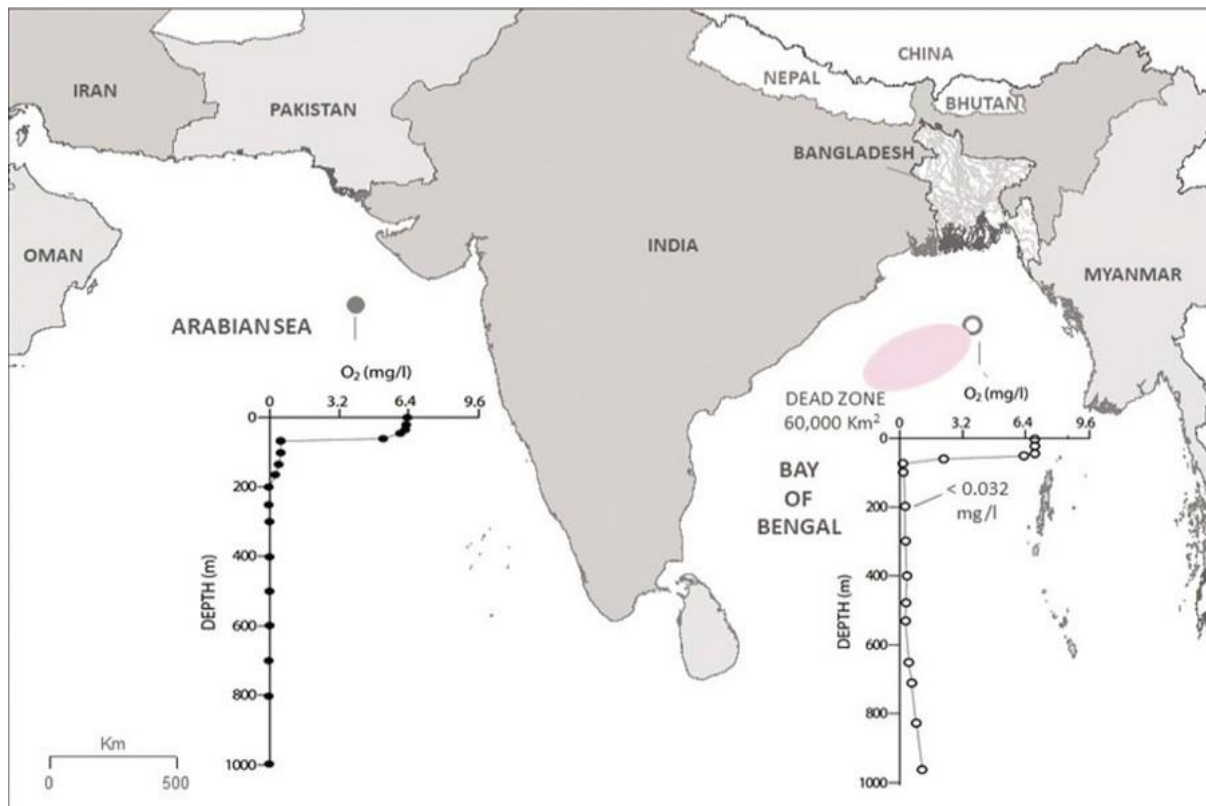 CHINA
NEPAL
BHUTAN
IRAN
PAKISTAN
BANGLADESH
INDIA
OMAN
MYANMAR
ARABIAN SEA
O₂ (mg/l)
0 3.2 6.4 9.6
0
200
400
600
800
1000
DEPTH (m)
DEAD ZONE
60,000 Km²
O₂ (mg/l)
0 3.2 6.4 9.6
0
200
400
600
800
1000
DEPTH (m)
< 0.032
mg/l
BAY
OF
BENGAL
Km
0 500